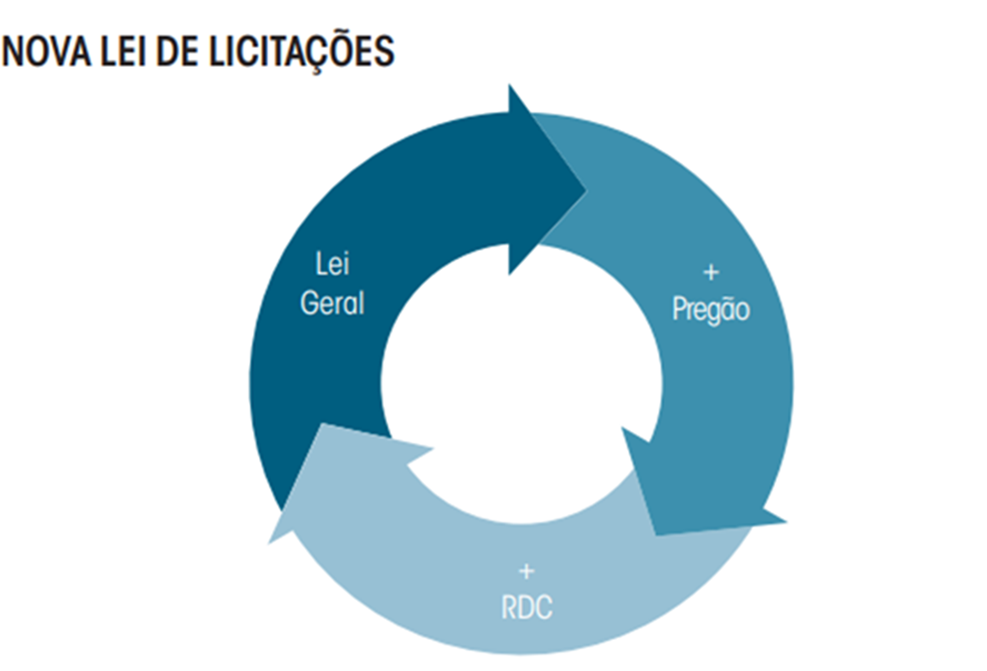 NOVA LEI DE LICITAÇÕES
Lei
Geral
+
Pregão
+
RDC